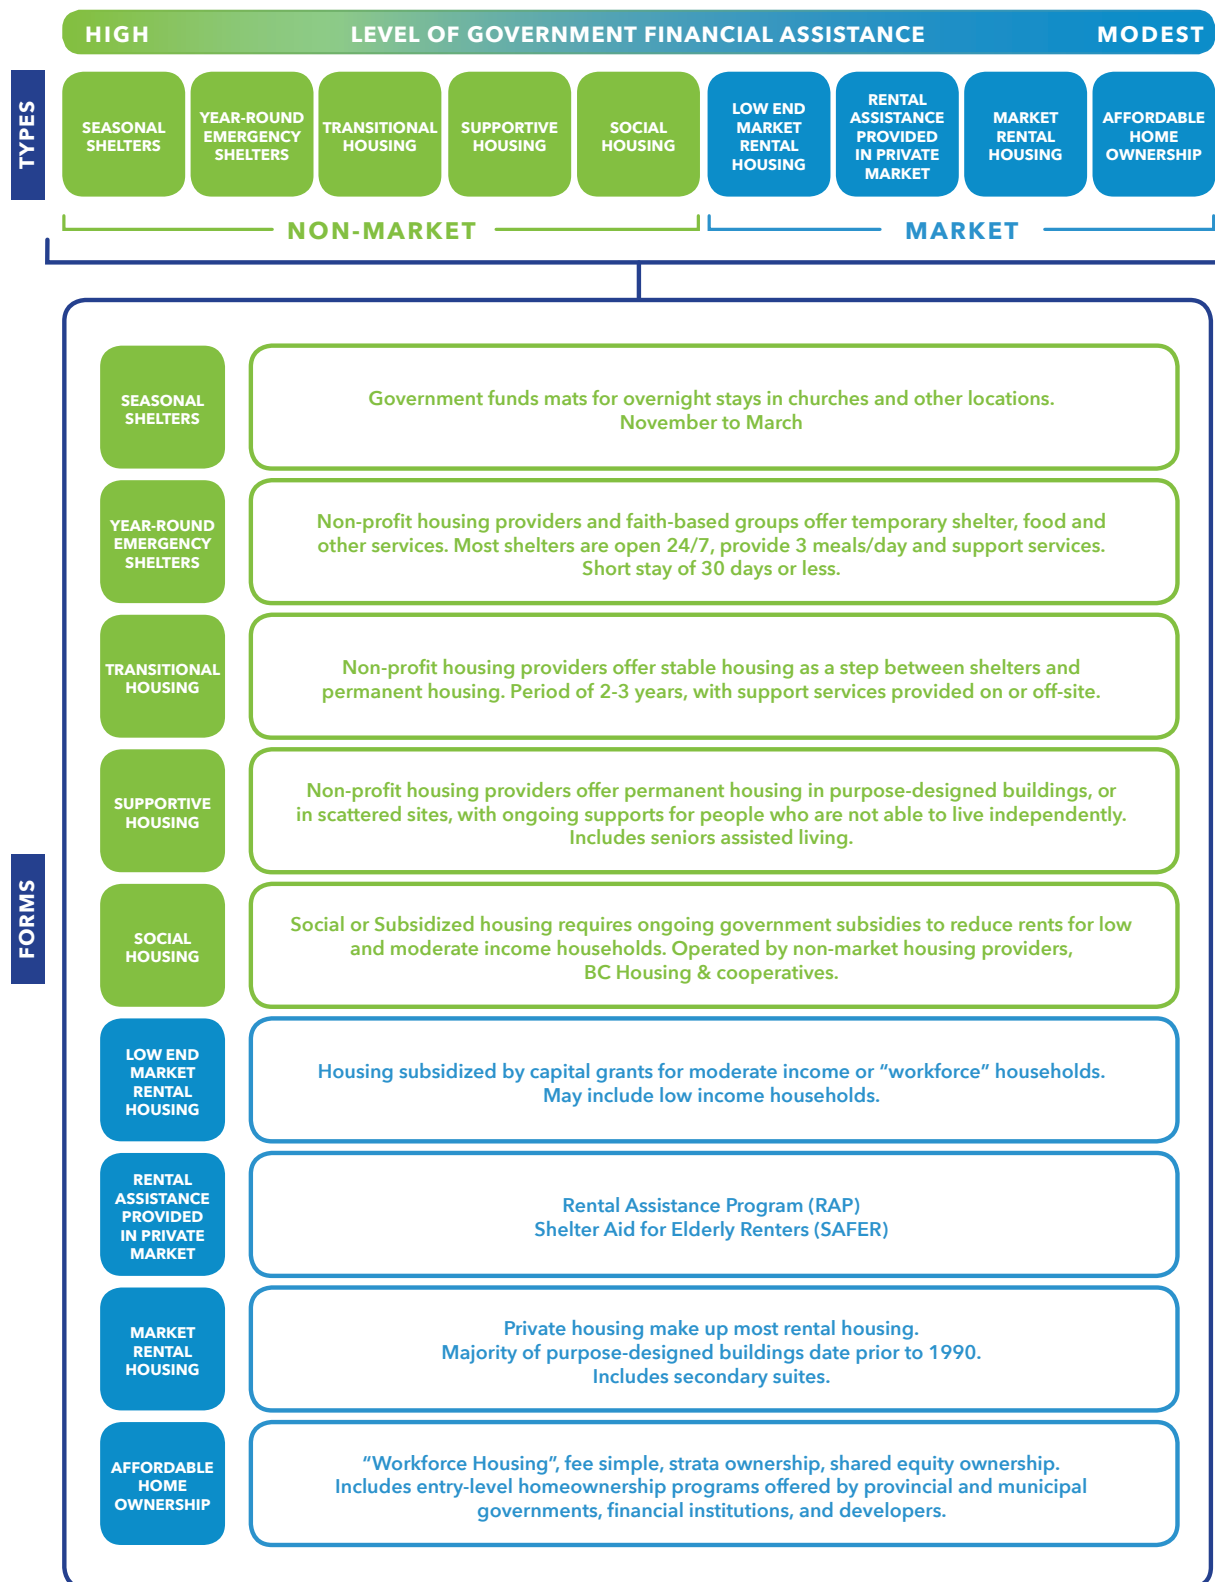 HIGH
LEVEL OF GOVERNMENT FINANCIAL ASSISTANCE
MODEST
TYPES
SEASONAL
SHELTERS
YEAR-ROUND
EMERGENCY
SHELTERS
TRANSITIONAL
HOUSING
SUPPORTIVE
HOUSING
SOCIAL
HOUSING
LOW END
MARKET
RENTAL
HOUSING
RENTAL
ASSISTANCE
PROVIDED
IN PRIVATE
MARKET
MARKET
RENTAL
HOUSING
AFFORDABLE
HOME
OWNERSHIP
NON-MARKET
MARKET
FORMS
SEASONAL
SHELTERS
Government funds mats for overnight stays in churches and other locations.
November to March
YEAR-ROUND
EMERGENCY
SHELTERS
Non-profit housing providers and faith-based groups offer temporary shelter, food and
other services. Most shelters are open 24/7, provide 3 meals/day and support services.
Short stay of 30 days or less.
TRANSITIONAL
HOUSING
Non-profit housing providers offer stable housing as a step between shelters and
permanent housing. Period of 2-3 years, with support services provided on or off-site.
SUPPORTIVE
HOUSING
Non-profit housing providers offer permanent housing in purpose-designed buildings, or
in scattered sites, with ongoing supports for people who are not able to live independently.
Includes seniors assisted living.
SOCIAL
HOUSING
Social or Subsidized housing requires ongoing government subsidies to reduce rents for low
and moderate income households. Operated by non-market housing providers,
BC Housing & cooperatives.
LOW END
MARKET
RENTAL
HOUSING
Housing subsidized by capital grants for moderate income or “workforce” households.
May include low income households.
RENTAL
ASSISTANCE
PROVIDED
IN PRIVATE
MARKET
Rental Assistance Program (RAP)
Shelter Aid for Elderly Renters (SAFER)
MARKET
RENTAL
HOUSING
Private housing make up most rental housing.
Majority of purpose-designed buildings date prior to 1990.
Includes secondary suites.
AFFORDABLE
HOME
OWNERSHIP
“Workforce Housing”, fee simple, strata ownership, shared equity ownership.
Includes entry-level homeownership programs offered by provincial and municipal
governments, financial institutions, and developers.